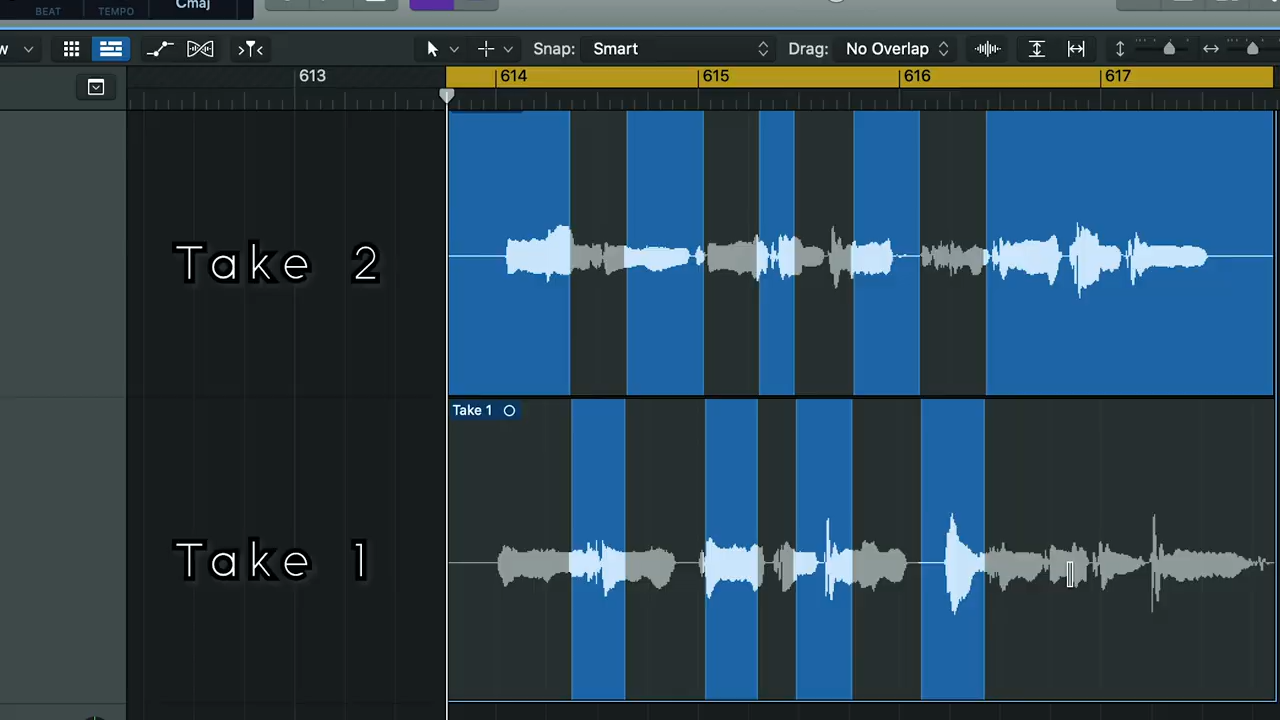 BEAT TEMPO Cmaj
w Snap: Smart Drag: No Overlap
613 614 615 616 617
Take 2
Take 1
Take 1